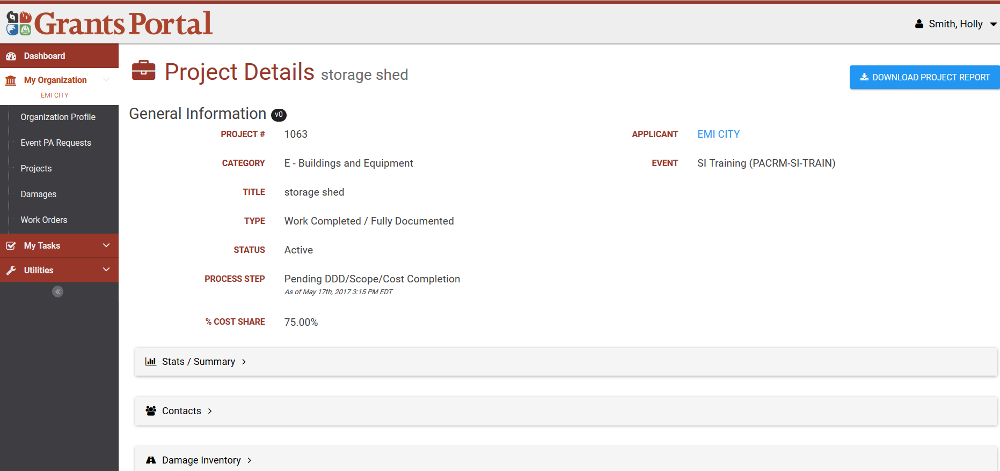 Grants Portal
Smith, Holly
Dashboard
My Organization
EMI CITY
Organization Profile
Event PA Requests
Projects
Damages
Work Orders
My Tasks
Utilities
Project Details storage shed
DOWNLOAD PROJECT REPORT
General Information v0
PROJECT # 1063
APPLICANT EMI CITY
CATEGORY E - Buildings and Equipment
EVENT SI Training (PACRM-SI-TRAIN)
TITLE storage shed
TYPE Work Completed / Fully Documented
STATUS Active
PROCESS STEP Pending DDD/Scope/Cost Completion
As of May 17th, 2017 3:15 PM EDT
% COST SHARE 75.00%
Stats / Summary
Contacts
Damage Inventory